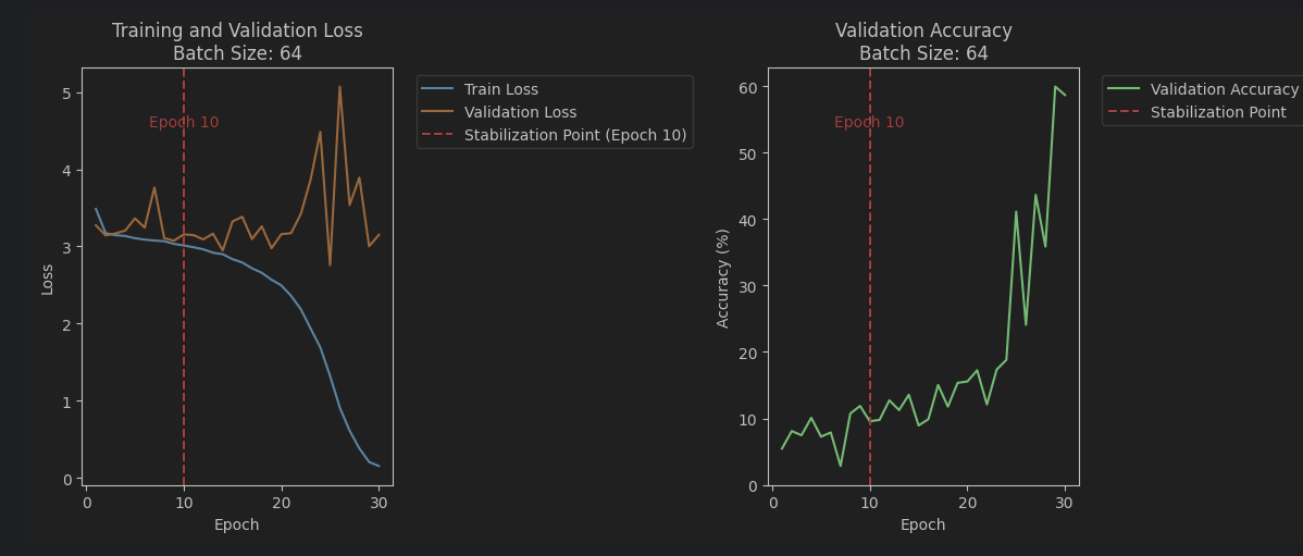 Training and Validation Loss
Batch Size: 64
Loss
5
4
3
2
1
0
0 10 20 30
Epoch
Epoch 10
Train Loss
Validation Loss
Stabilization Point (Epoch 10)
Validation Accuracy
Batch Size: 64
Accuracy (%)
60
50
40
30
20
10
0
0 10 20 30
Epoch
Epoch 10
Validation Accuracy
Stabilization Point